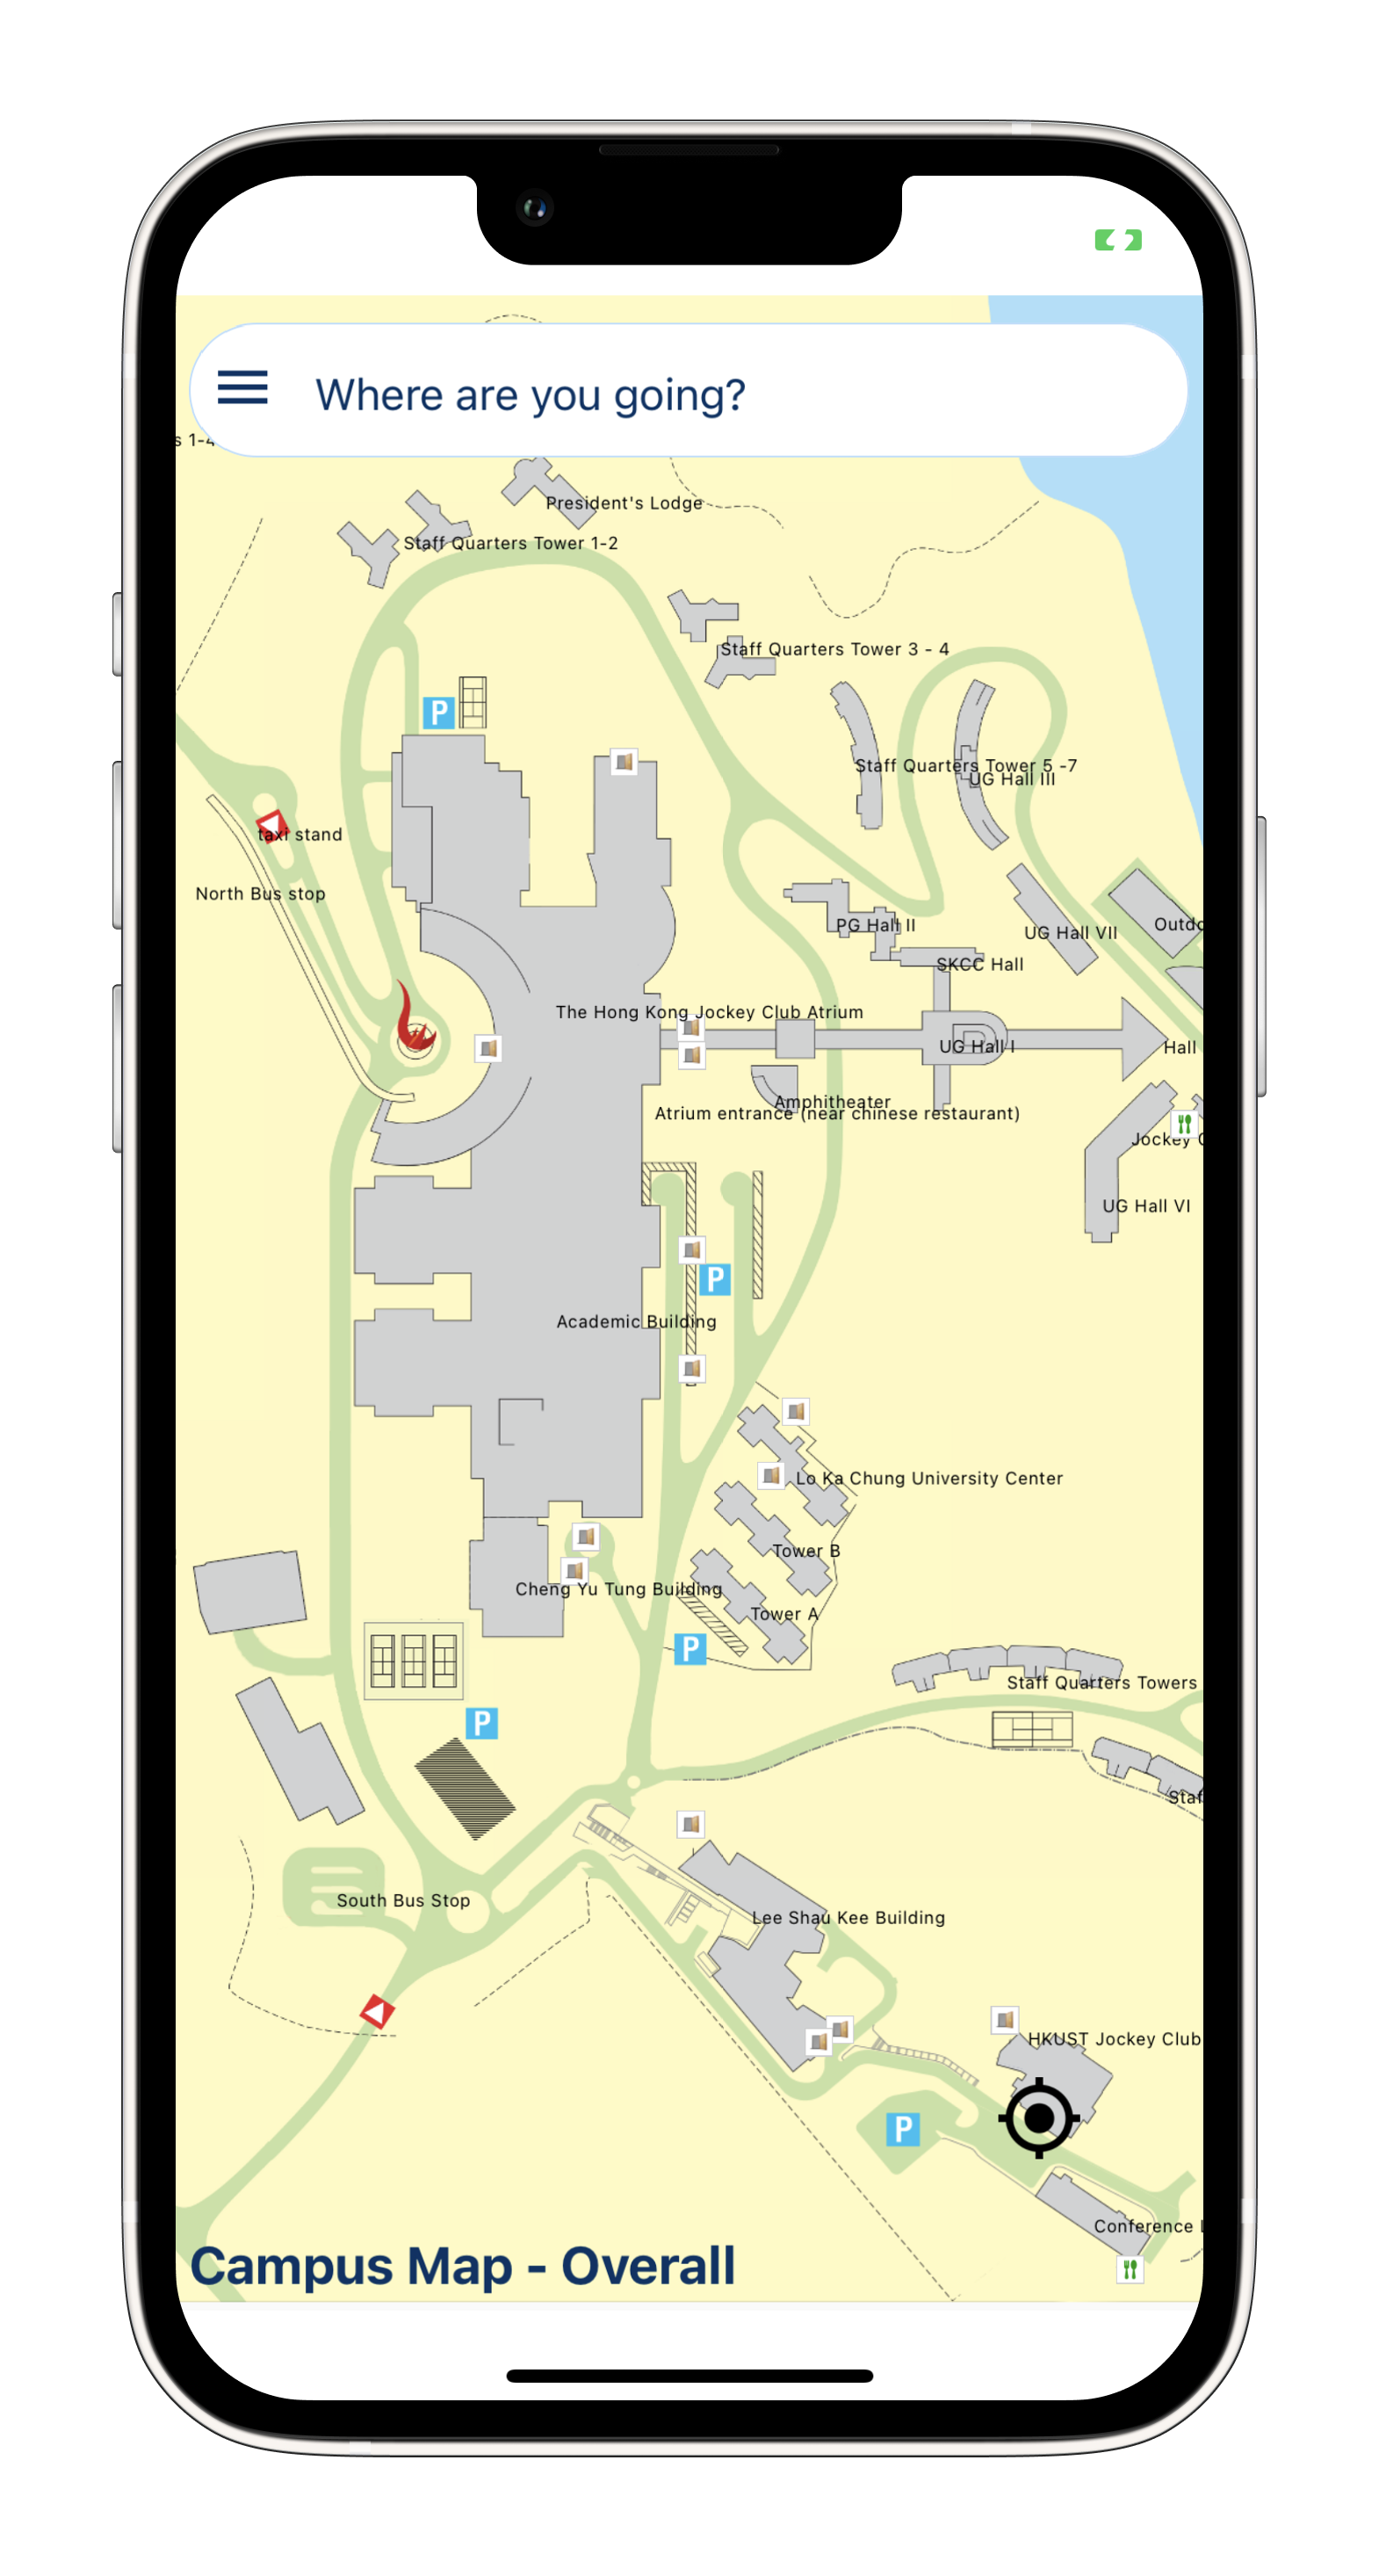 Where are you going?
s 1-4
President's Lodge
Staff Quarters Tower 1-2
Staff Quarters Tower 3 - 4
P
Staff Quarters Tower 5 -7
UG Hall III
taxi stand
North Bus stop
PG Hall II
UG Hall VII
Outdo
SKCC Hall
The Hong Kong Jockey Club Atrium
UG Hall I
Hall
Amphitheater
Atrium entrance (near chinese restaurant)
Jockey C
UG Hall VI
P
Academic Building
Lo Ka Chung University Center
Tower B
Cheng Yu Tung Building
Tower A
P
Staff Quarters Towers
P
Staf
South Bus Stop
Lee Shau Kee Building
HKUST Jockey Club
P
Conference L
Campus Map - Overall